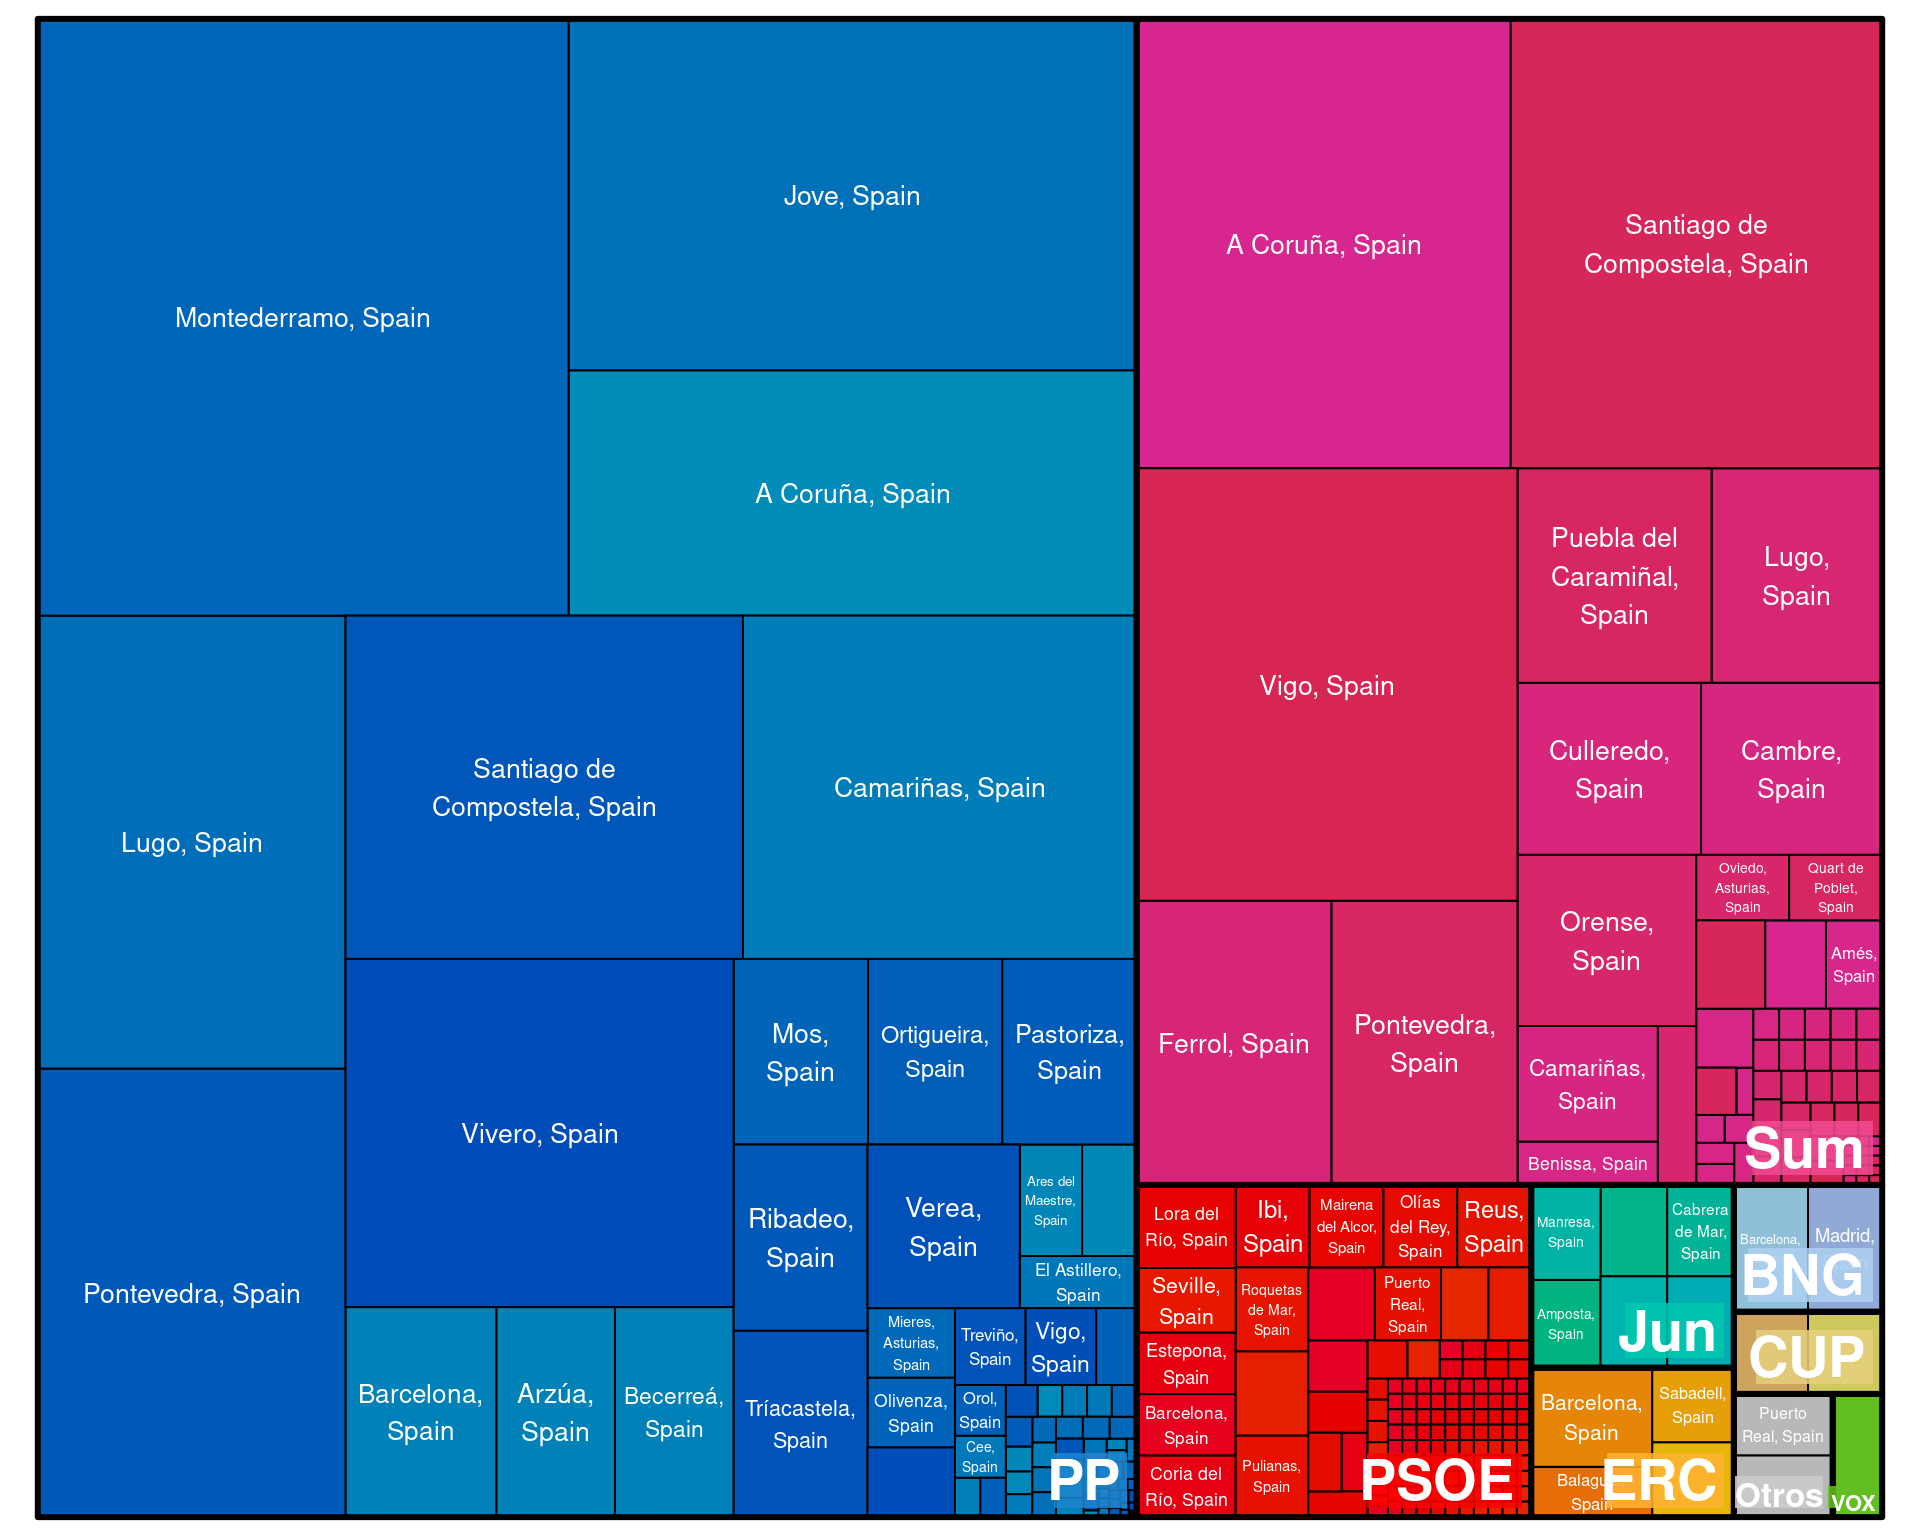 Montederramo, Spain
Jove, Spain
A Coruña, Spain
Lugo, Spain
Santiago de
Compostela, Spain
Camariñas, Spain
Pontevedra, Spain
Vivero, Spain
Mos,
Spain
Ortigueira,
Spain
Pastoriza,
Spain
Ribadeo,
Spain
Verea,
Spain
Ares del
Maestre,
Spain
El Astillero,
Spain
Barcelona,
Spain
Arzúa,
Spain
Becerreá,
Spain
Tríacastela,
Spain
Mieres,
Asturias,
Spain
Treviño,
Spain
Vigo,
Spain
Olivenza,
Spain
Orol,
Spain
Cee,
Spain
PP
A Coruña, Spain
Santiago de
Compostela, Spain
Vigo, Spain
Puebla del
Caramiñal,
Spain
Lugo,
Spain
Culleredo,
Spain
Cambre,
Spain
Ferrol, Spain
Pontevedra,
Spain
Orense,
Spain
Oviedo,
Asturias,
Spain
Quart de
Poblet,
Spain
Amés,
Spain
Camariñas,
Spain
Benissa, Spain
Sum
Lora del
Río, Spain
Ibi,
Spain
Mairena
del Alcor,
Spain
Olías
del Rey,
Spain
Reus,
Spain
Seville,
Spain
Roquetas
de Mar,
Spain
Puerto
Real,
Spain
Estepona,
Spain
Barcelona,
Spain
Coria del
Río, Spain
Pulianas,
Spain
PSOE
Manresa,
Spain
Cabrera
de Mar,
Spain
Amposta,
Spain
Jun
Barcelona,
Spain
Sabadell,
Spain
Spain
ERC
Barcelona,
Madrid,
BNG
CUP
Puerto
Real, Spain
Otros
VOX